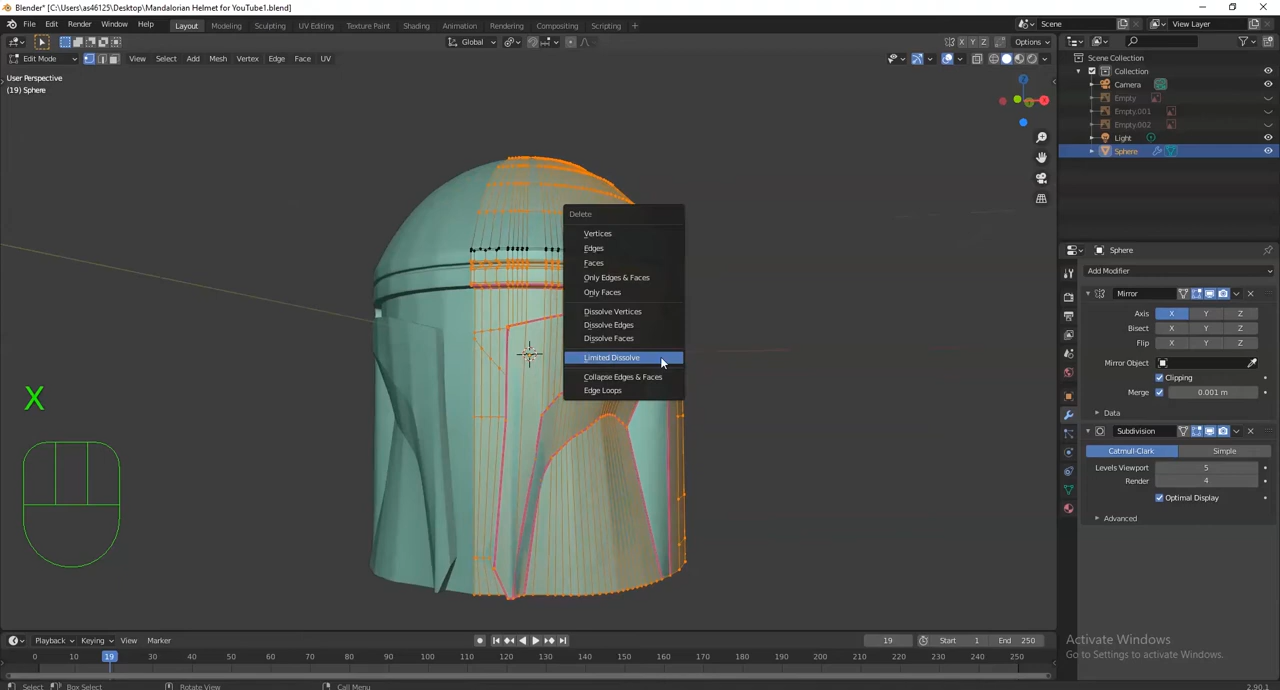 Blender* [C:\Users\as46125\Desktop\Mandalorian Helmet for YouTube1.blend]
File Edit Render Window Help Layout Modeling Sculpting UV Editing Texture Paint Shading Animation Rendering Compositing Scripting + Scene View Layer
Global X Y Z Options
Edit Mode View Select Add Mesh Vertex Edge Face UV
User Perspective
(19) Sphere
Z
X
Scene Collection
Collection
Camera
Empty
Empty.001
Empty.002
Light
Sphere
Delete
Vertices
Edges
Faces
Only Edges & Faces
Only Faces
Dissolve Vertices
Dissolve Edges
Dissolve Faces
Limited Dissolve
Collapse Edges & Faces
Edge Loops
X
Sphere
Add Modifier
Mirror
Axis X Y Z
Bisect X Y Z
Flip X Y Z
Mirror Object
Clipping
Merge 0.001 m
Data
Subdivision
Catmull-Clark Simple
Levels Viewport 5
Render 4
Optimal Display
Advanced
Activate Windows
Go to Settings to activate Windows.
Playback Keying View Marker 19 Start 1 End 250
0 10 19 30 40 50 60 70 80 90 100 110 120 130 140 150 160 170 180 190 200 210 220 230 240 250
Select Box Select Rotate View Call Menu 2.90.1